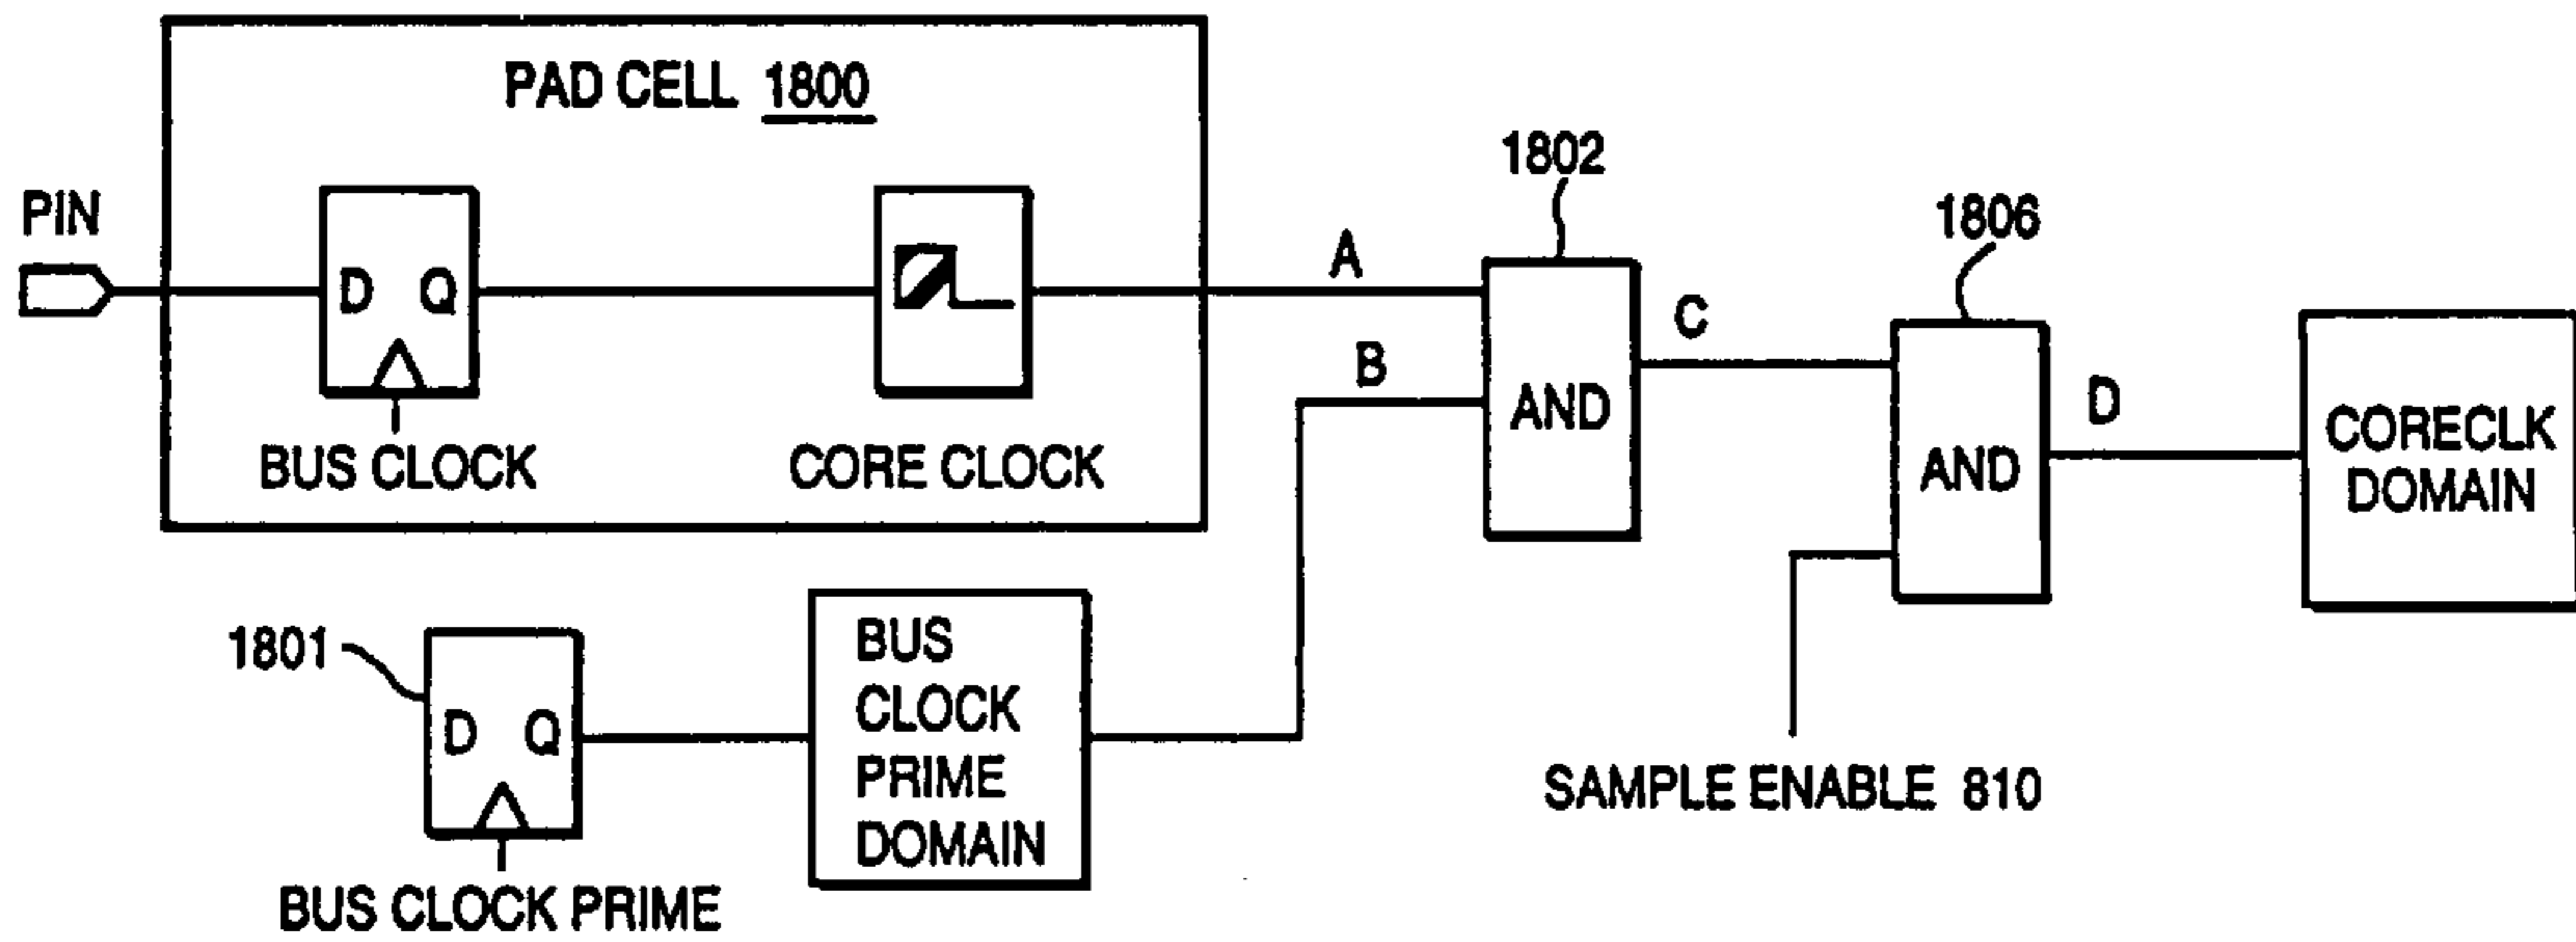 PAD CELL 1800
PIN
D Q
BUS CLOCK
CORE CLOCK
A
B
1802
AND
C
1806
AND
D
CORECLK
DOMAIN
SAMPLE ENABLE 810
1801
D Q
BUS CLOCK PRIME
BUS
CLOCK
PRIME
DOMAIN